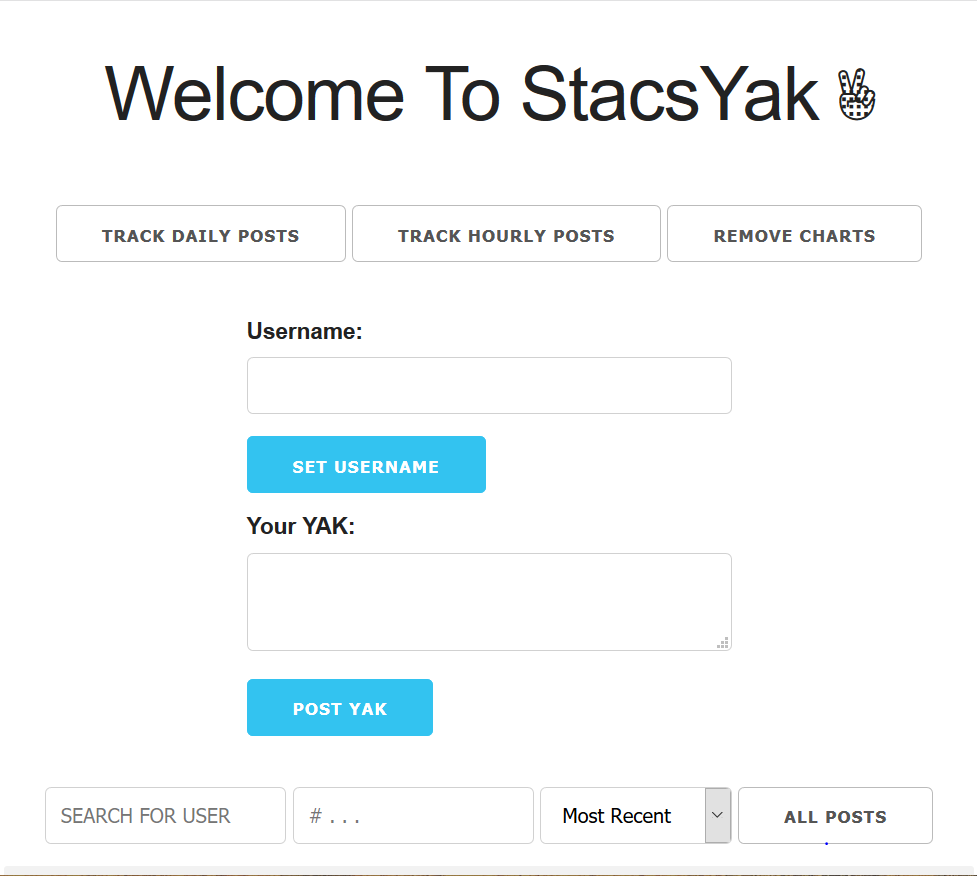 Welcome To StacsYak ✌
TRACK DAILY POSTS TRACK HOURLY POSTS REMOVE CHARTS
Username:
SET USERNAME
Your YAK:
POST YAK
SEARCH FOR USER # . . . Most Recent ALL POSTS